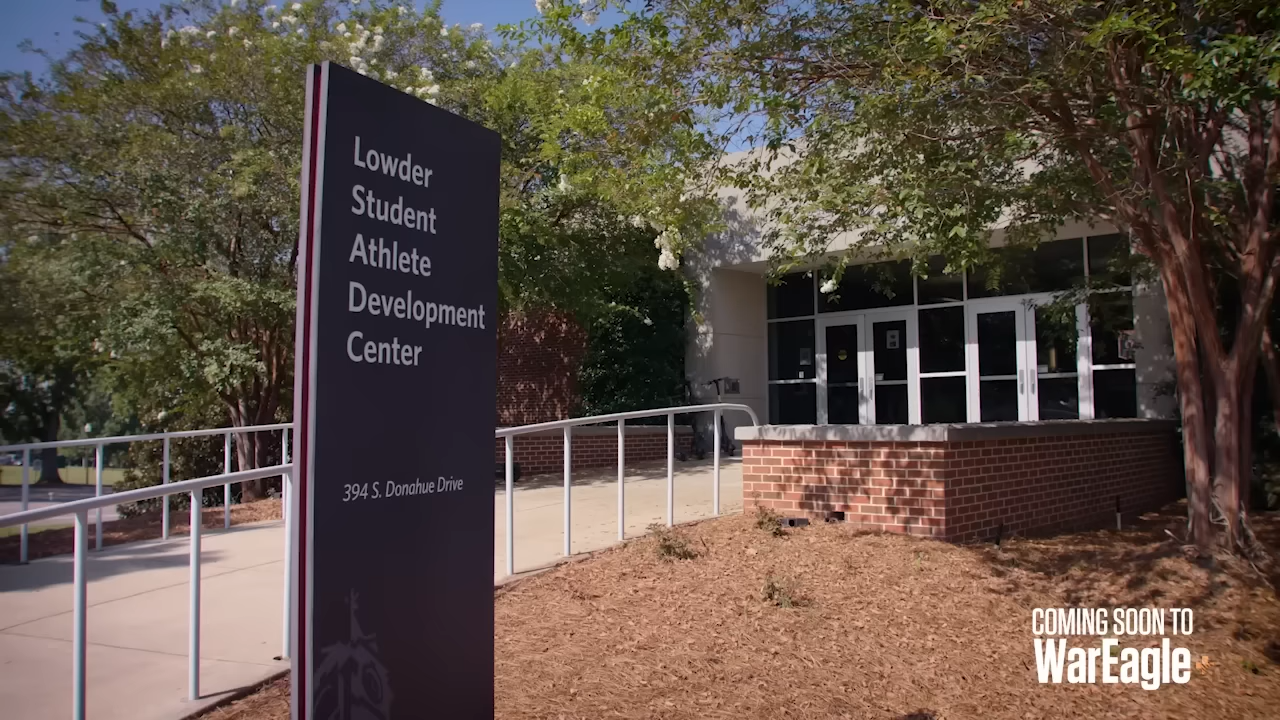 Lowder
Student
Athlete
Development
Center
394 S. Donahue Drive
COMING SOON TO
WarEagle